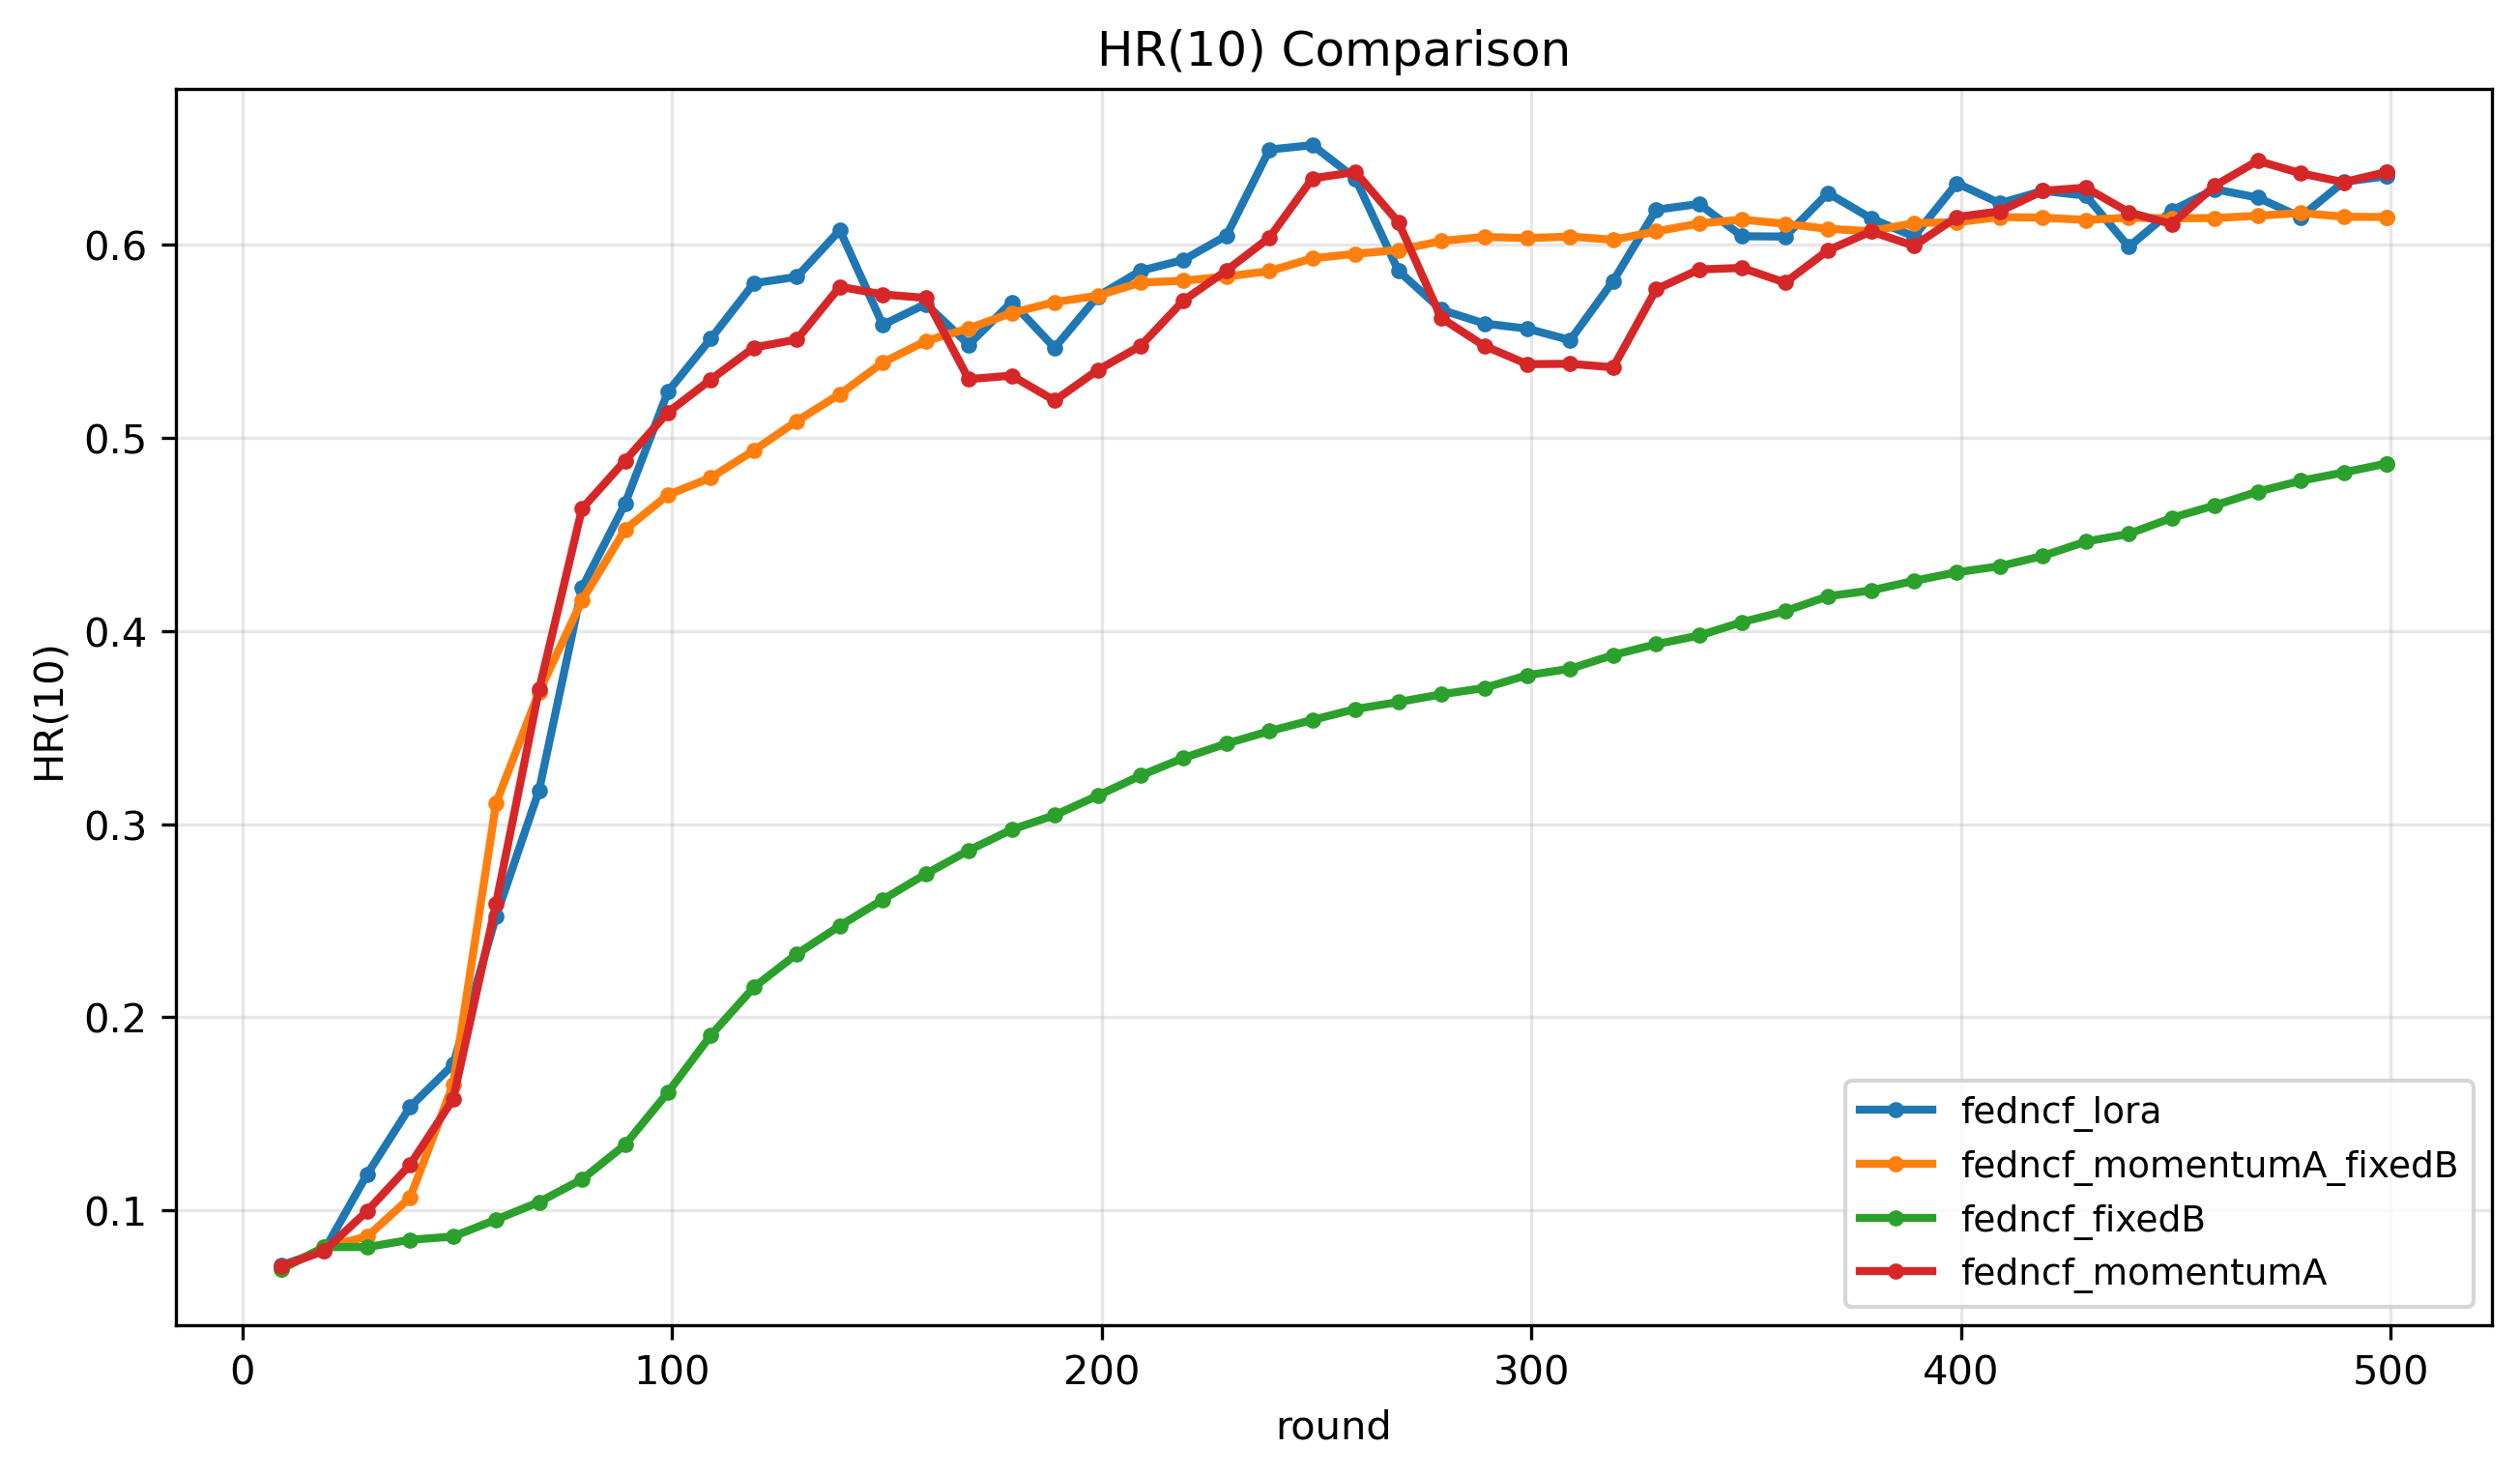 HR(10) Comparison
HR(10)
0.6
0.5
0.4
0.3
0.2
0.1
0 100 200 300 400 500
round
fedncf_lora
fedncf_momentumA_fixedB
fedncf_fixedB
fedncf_momentumA